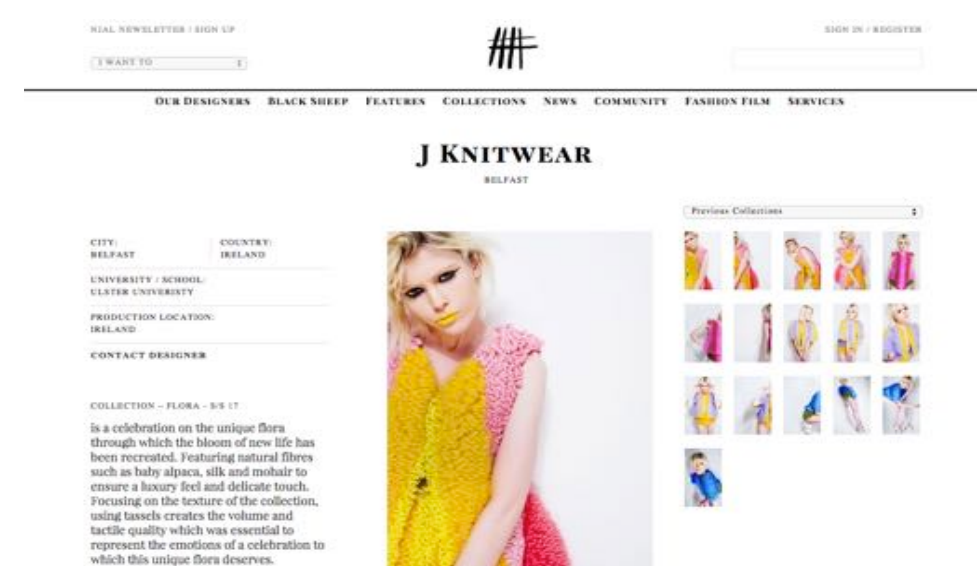 NJAL NEWSLETTER / SIGN UP
SIGN IN / REGISTER
I WANT TO
OUR DESIGNERS BLACK SHEEP FEATURES COLLECTIONS NEWS COMMUNITY FASHION FILM SERVICES
J KNITWEAR
BELFAST
Previous Collections
CITY:
BELFAST
COUNTRY:
IRELAND
UNIVERSITY / SCHOOL:
ULSTER UNIVERISTY
PRODUCTION LOCATION:
IRELAND
CONTACT DESIGNER
COLLECTION – FLORA – S/S 17
is a celebration on the unique flora
through which the bloom of new life has
been recreated. Featuring natural fibres
such as baby alpaca, silk and mohair to
ensure a luxury feel and delicate touch.
Focusing on the texture of the collection,
using tassels creates the volume and
tactile quality which was essential to
represent the emotions of a celebration to
which this unique flora deserves.